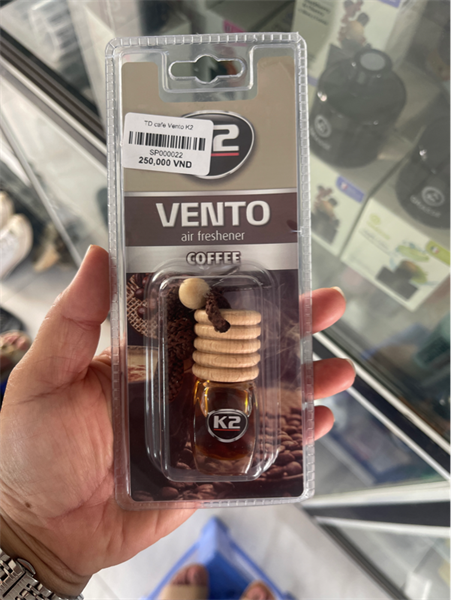 TD cafe Vento K2
SP000022
250,000 VND
K2
VENTO
air freshener
COFFEE
K2